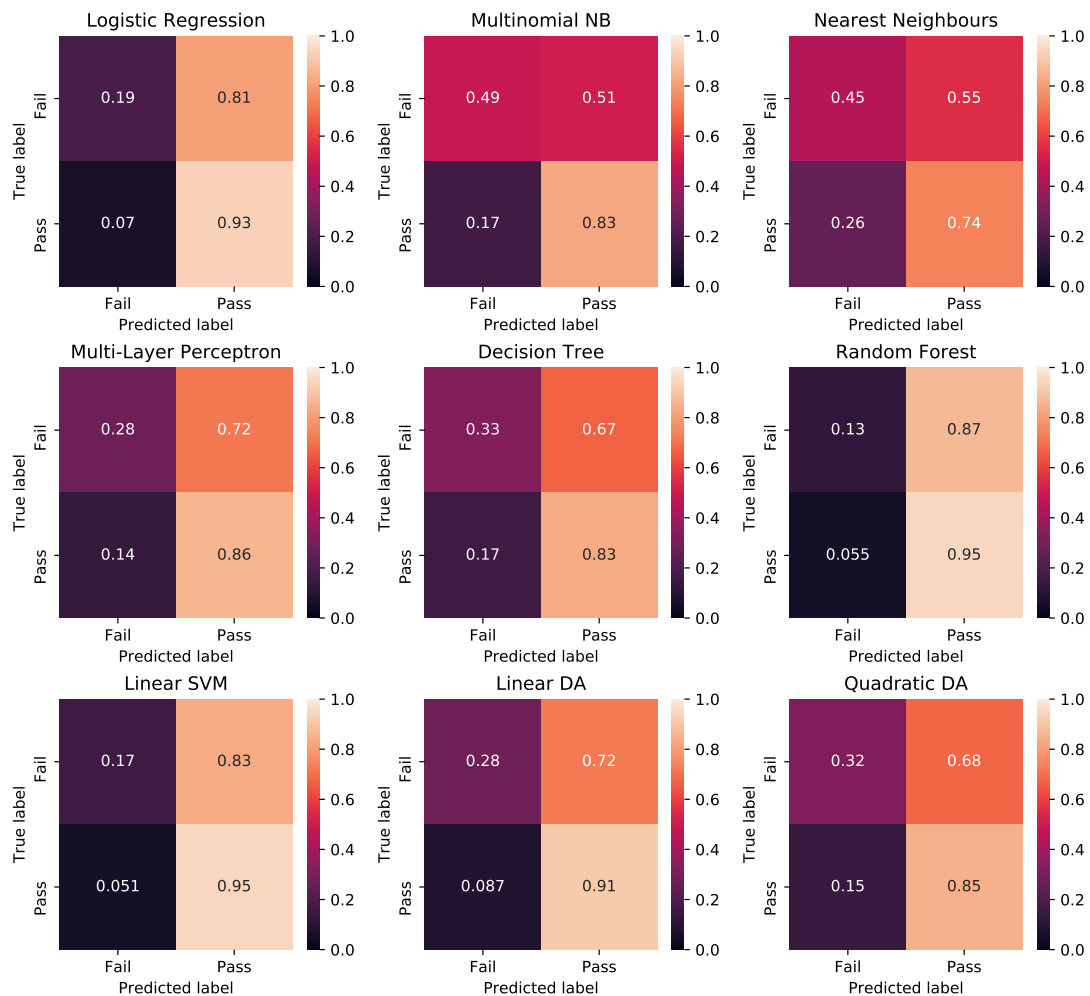 Logistic Regression
1.0
0.19 0.81
0.8
Fail
0.6
True label
0.4
0.07 0.93
Pass
0.2
0.0
Fail Pass
Predicted label
Multinomial NB
1.0
0.49 0.51
0.8
Fail
0.6
True label
0.4
0.17 0.83
Pass
0.2
0.0
Fail Pass
Predicted label
Nearest Neighbours
1.0
0.45 0.55
0.8
Fail
0.6
True label
0.4
0.26 0.74
Pass
0.2
0.0
Fail Pass
Predicted label
Multi-Layer Perceptron
1.0
0.28 0.72
0.8
Fail
0.6
True label
0.4
0.14 0.86
Pass
0.2
0.0
Fail Pass
Predicted label
Decision Tree
1.0
0.33 0.67
0.8
Fail
0.6
True label
0.4
0.17 0.83
Pass
0.2
0.0
Fail Pass
Predicted label
Random Forest
1.0
0.13 0.87
0.8
Fail
0.6
True label
0.4
0.055 0.95
Pass
0.2
0.0
Fail Pass
Predicted label
Linear SVM
1.0
0.17 0.83
0.8
Fail
0.6
True label
0.4
0.051 0.95
Pass
0.2
0.0
Fail Pass
Predicted label
Linear DA
1.0
0.28 0.72
0.8
Fail
0.6
True label
0.4
0.087 0.91
Pass
0.2
0.0
Fail Pass
Predicted label
Quadratic DA
1.0
0.32 0.68
0.8
Fail
0.6
True label
0.4
0.15 0.85
Pass
0.2
0.0
Fail Pass
Predicted label